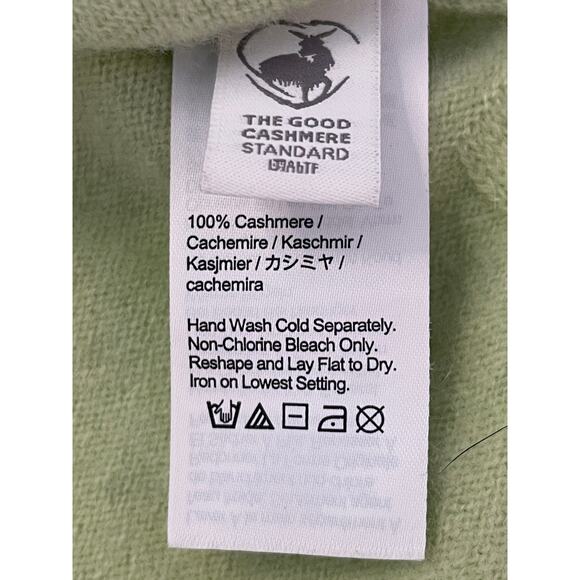 THE GOOD
CASHMERE
STANDARD
byAbTF
100% Cashmere /
Cachemire / Kaschmir /
Kasjmier / カシミヤ /
cachemira
Hand Wash Cold Separately.
Non-Chlorine Bleach Only.
Reshape and Lay Flat to Dry.
Iron on Lowest Setting.